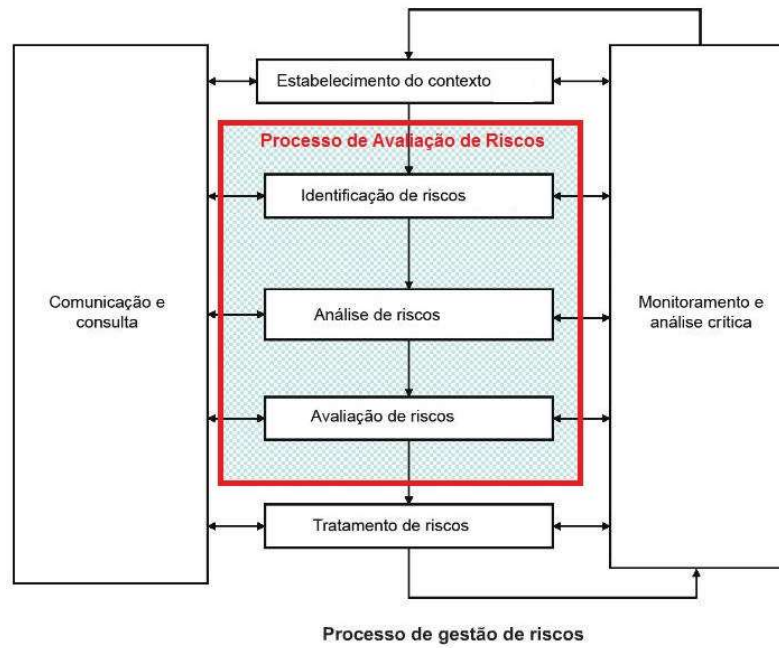 Estabelecimento do contexto
Processo de Avaliação de Riscos
Identificação de riscos
Comunicação e
consulta
Análise de riscos
Monitoramento e
análise crítica
Avaliação de riscos
Tratamento de riscos
Processo de gestão de riscos